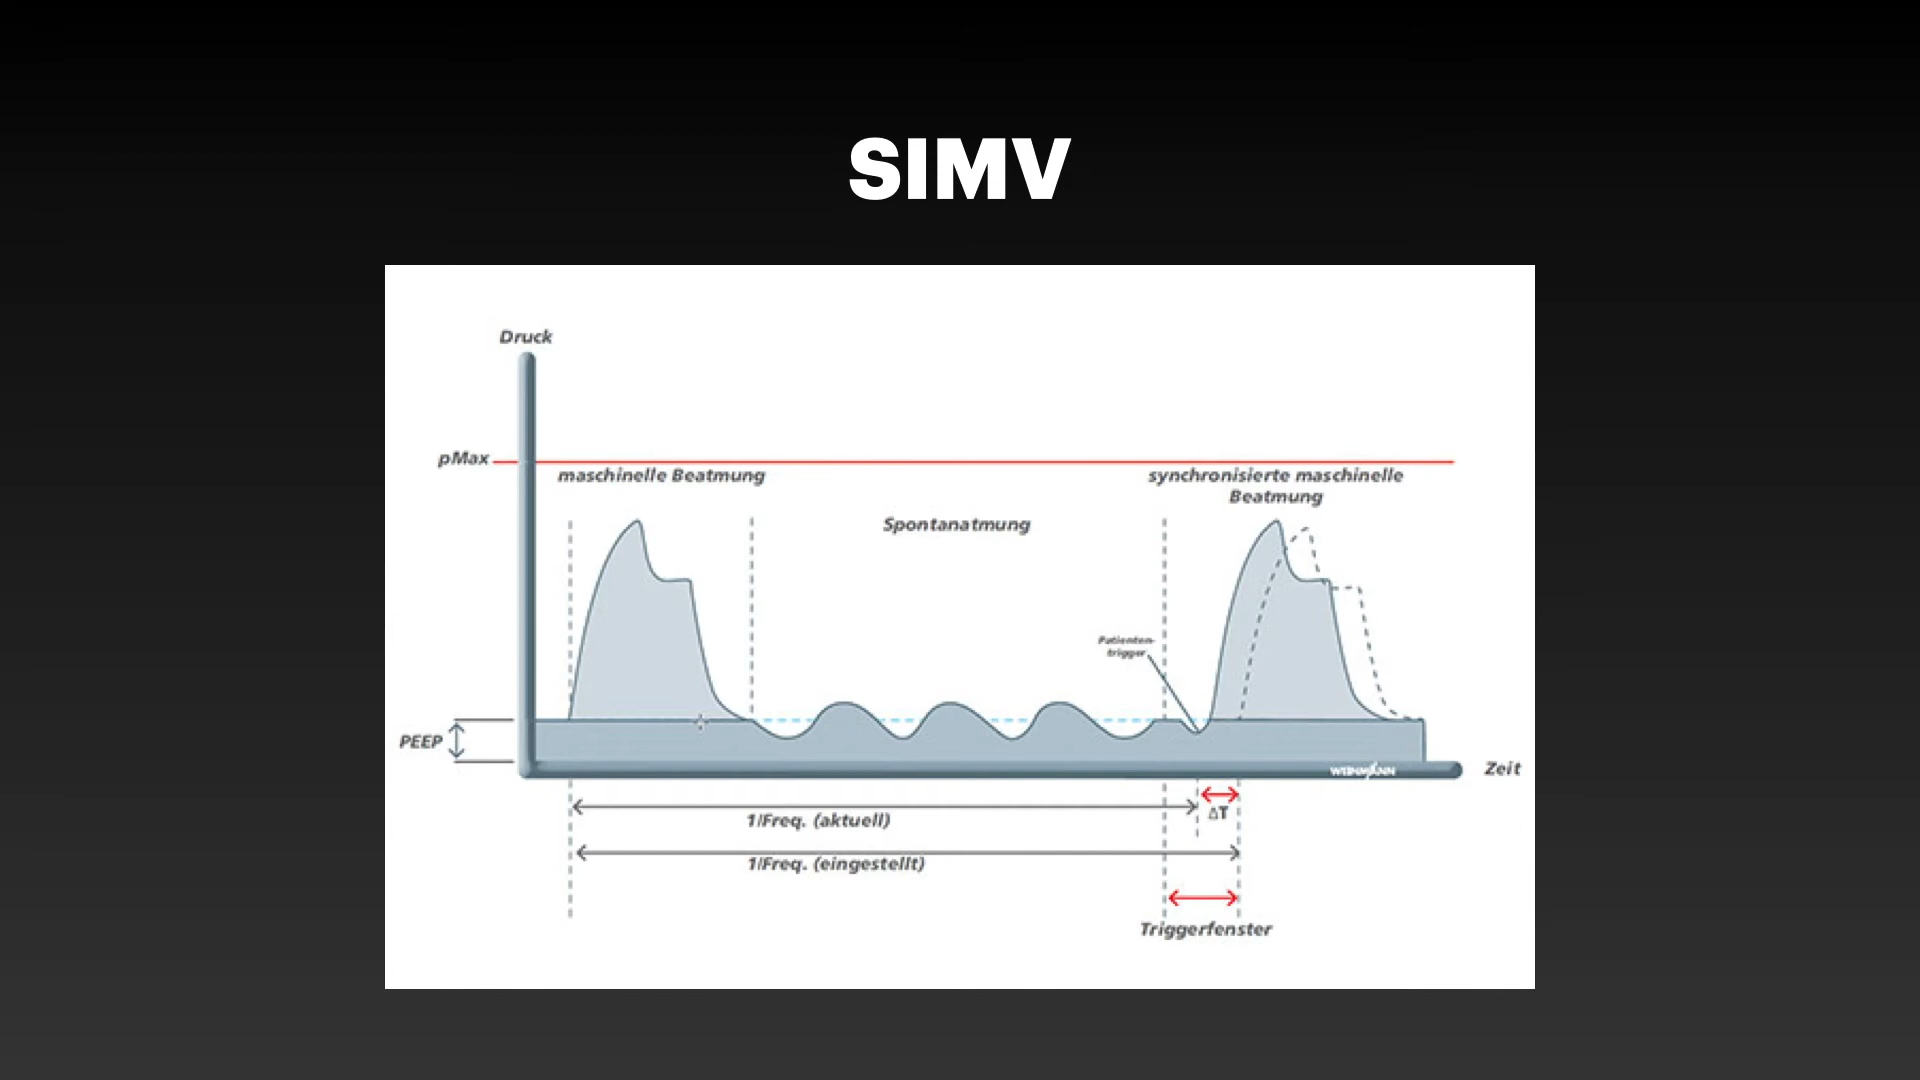 SIMV
Druck
pMax
maschinelle Beatmung
synchronisierte maschinelle
Beatmung
Spontanatmung
Patienten-
trigger
PEEP
WEINMANN
Zeit
1/Freq. (aktuell)
ΔT
1/Freq. (eingestellt)
Triggerfenster